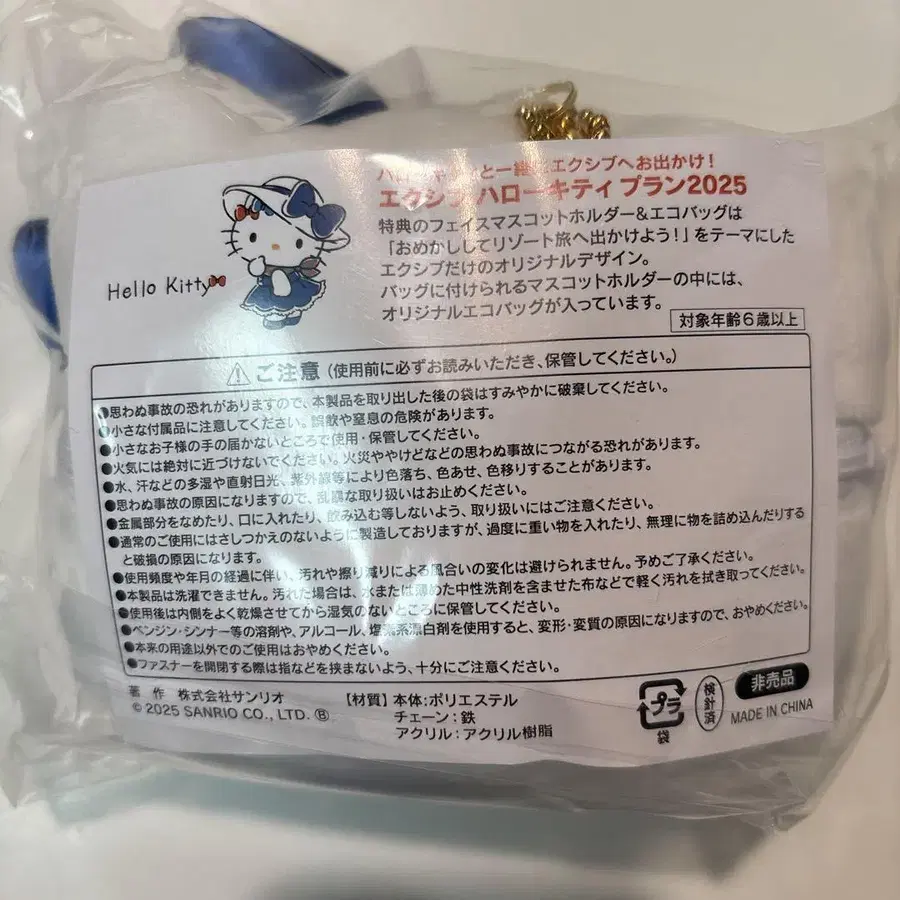 ハローキティと一緒にエクシブへお出かけ！
エクシブ ハローキティ プラン2025
特典のフェイスマスコットホルダー&エコバッグは
「おめかししてリゾート旅へ出かけよう！」をテーマにした
エクシブだけのオリジナルデザイン。
バッグに付けられるマスコットホルダーの中には、
オリジナルエコバッグが入っています。
Hello Kitty
対象年齢6歳以上
ご注意（使用前に必ずお読みいただき、保管してください。）
●思わぬ事故の恐れがありますので、本製品を取り出した後の袋はすみやかに破棄してください。
●小さな付属品に注意してください。誤飲や窒息の危険があります。
●小さなお子様の手の届かないところで使用・保管してください。
●火気には絶対に近づけないでください。火災ややけどなどの思わぬ事故につながる恐れがあります。
●水、汗などの多湿や直射日光、紫外線等により色落ち、色あせ、色移りすることがあります。
●思わぬ事故の原因になりますので、乱暴な取り扱いはお止めください。
●金属部分をなめたり、口に入れたり、飲み込む等しないよう、取り扱いにはご注意ください。
●通常のご使用にはさしつかえのないように製造しておりますが、過度に重い物を入れたり、無理に物を詰め込んだりする
と破損の原因になります。
●使用頻度や年月の経過に伴い、汚れや擦り減りによる風合いの変化は避けられません。予めご了承ください。
●本製品は洗濯できません。汚れた場合は、水または薄めた中性洗剤を含ませた布などで軽く汚れを拭き取ってください。
●使用後は内側をよく乾燥させてから湿気のないところに保管してください。
●ベンジン・シンナー等の溶剤や、アルコール、塩素系漂白剤を使用すると、変形・変質の原因になりますので、おやめください。
●本来の用途以外でのご使用はおやめください。
●ファスナーを開閉する際は指などを挟まないよう、十分にご注意ください。
著 作 株式会社サンリオ
© 2025 SANRIO CO., LTD. Ⓑ
【材質】本体:ポリエステル
チェーン:鉄
アクリル:アクリル樹脂
プラ
袋
検針済
非売品
MADE IN CHINA